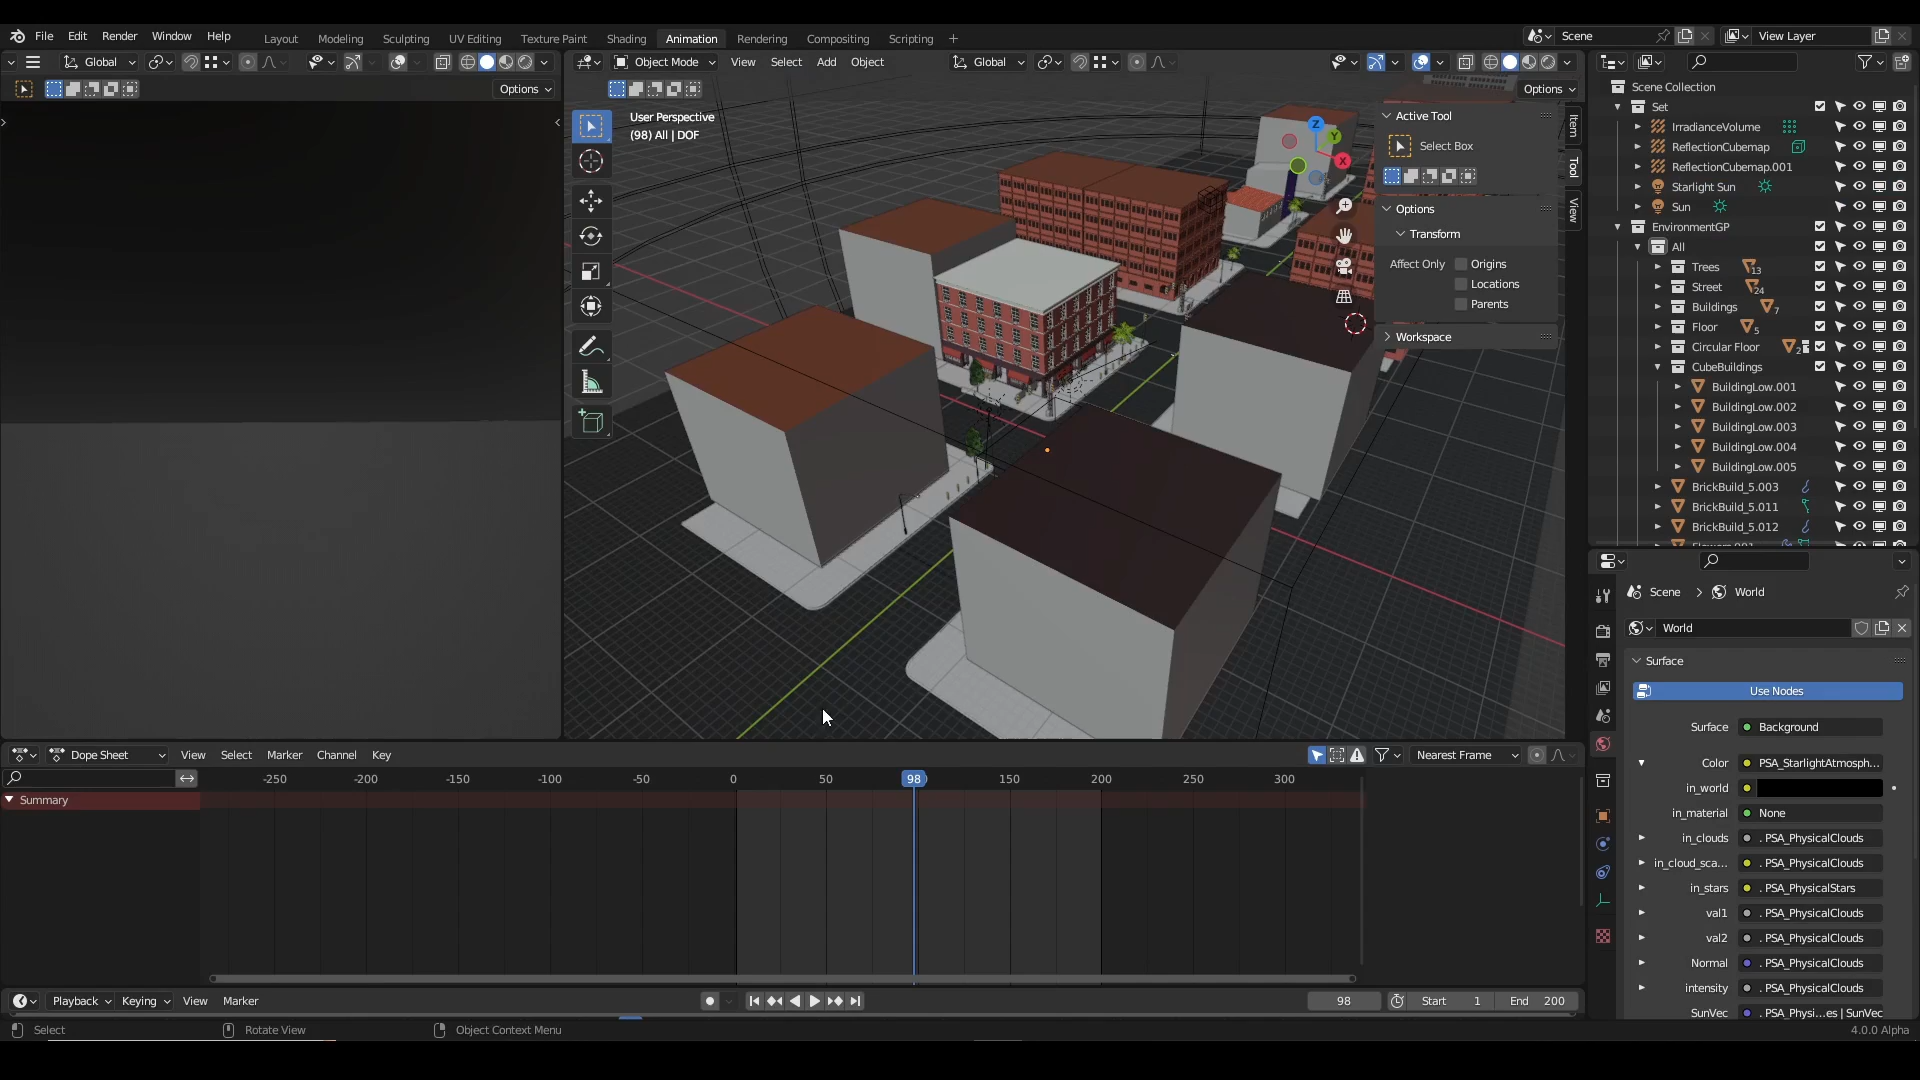 File Edit Render Window Help Layout Modeling Sculpting UV Editing Texture Paint Shading Animation Rendering Compositing Scripting + Scene View Layer
Global Object Mode View Select Add Object Global
Options Options
User Perspective
(98) All | DOF
Z
Y
X
Active Tool
Select Box
Options
Transform
Affect Only Origins
Locations
Parents
Workspace
Item
Tool
View
Scene Collection
Set
IrradianceVolume
ReflectionCubemap
ReflectionCubemap.001
Starlight Sun
Sun
EnvironmentGP
All
Trees 13
Street 24
Buildings 7
Floor 5
Circular Floor 2
CubeBuildings
BuildingLow.001
BuildingLow.002
BuildingLow.003
BuildingLow.004
BuildingLow.005
BrickBuild_5.003
BrickBuild_5.011
BrickBuild_5.012
Scene > World
World
Surface
Use Nodes
Surface Background
Color PSA_StarlightAtmosph...
in_world
in_material None
in_clouds . PSA_PhysicalClouds
in_cloud_sca... . PSA_PhysicalClouds
in_stars . PSA_PhysicalStars
val1 . PSA_PhysicalClouds
val2 . PSA_PhysicalClouds
Normal . PSA_PhysicalClouds
intensity . PSA_PhysicalClouds
SunVec . PSA_Physi...es | SunVec
Dope Sheet View Select Marker Channel Key Nearest Frame
-250 -200 -150 -100 -50 0 50 98 150 200 250 300
Summary
Playback Keying View Marker 98 Start 1 End 200
Select Rotate View Object Context Menu 4.0.0 Alpha